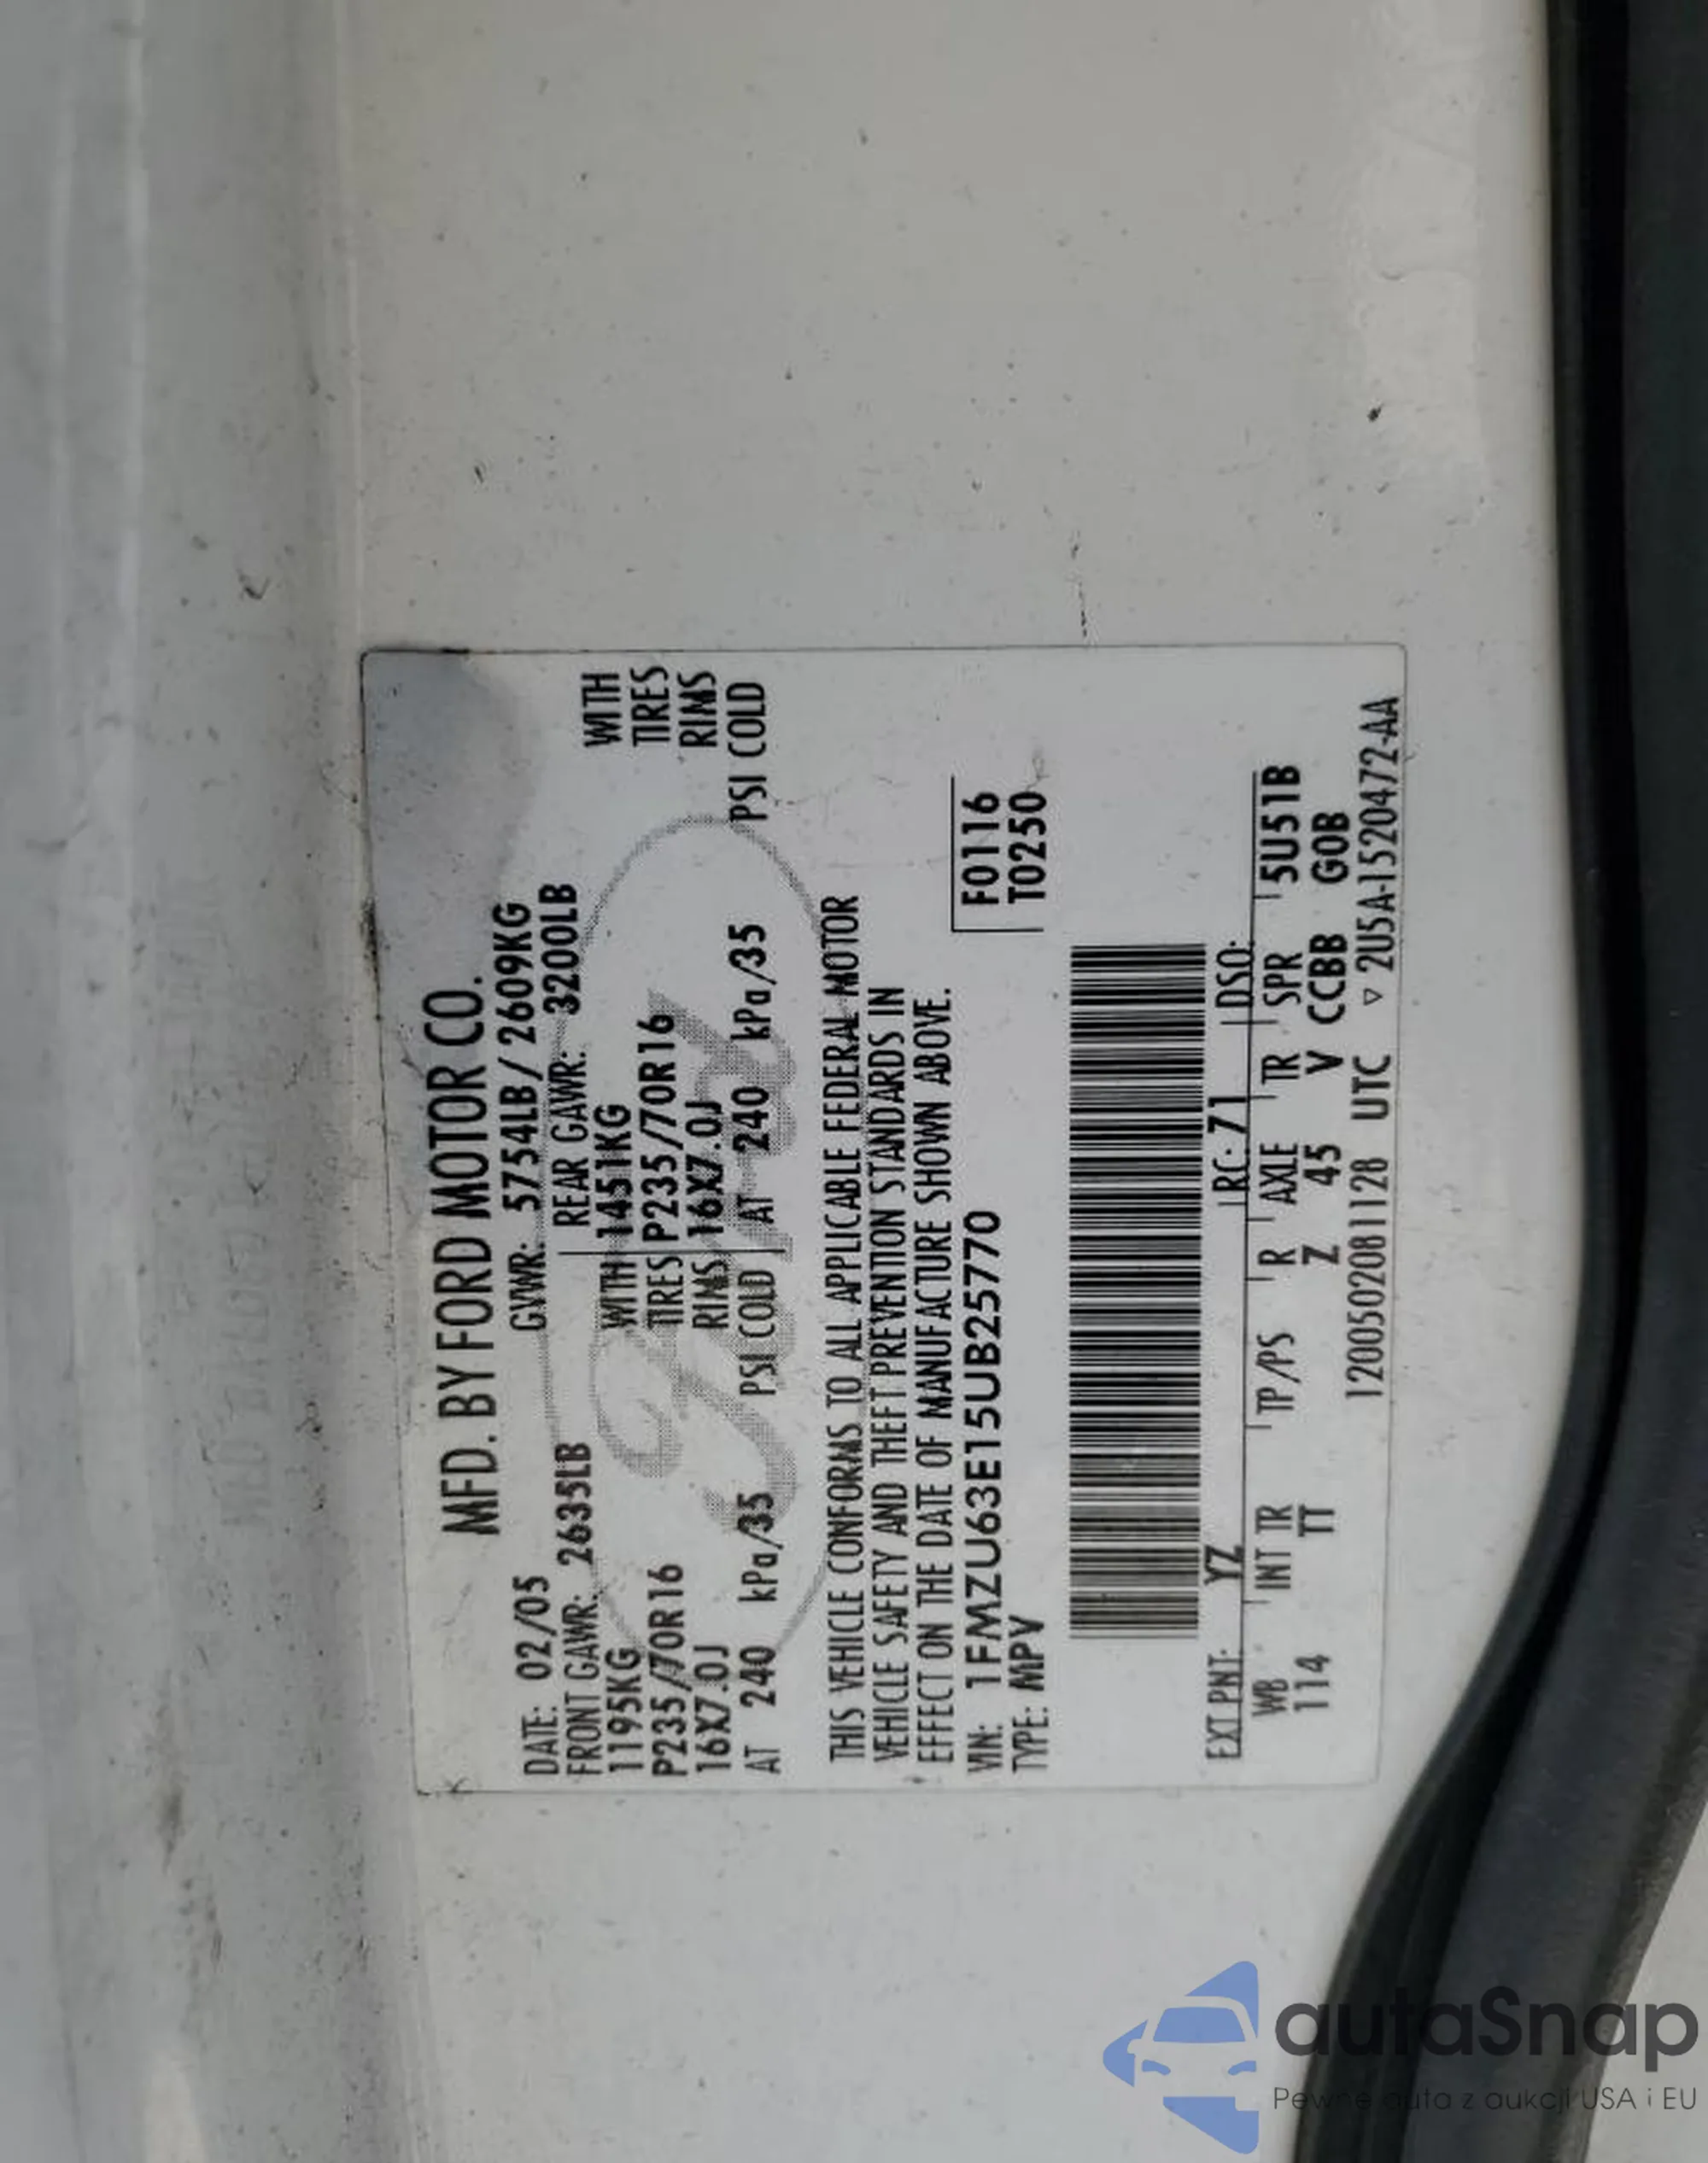 MFD. BY FORD MOTOR CO.
DATE: 02/05 GVWR: 5754LB/2609KG
FRONT GAWR: 2635LB REAR GAWR: 3200LB
1195KG WITH 1451KG WITH
P235/70R16 TIRES P235/70R16 TIRES
16X7.0J RIMS 16X7.0J RIMS
AT 240 kPa/35 PSI COLD AT 240 kPa/35 PSI COLD
THIS VEHICLE CONFORMS TO ALL APPLICABLE FEDERAL MOTOR
VEHICLE SAFETY AND THEFT PREVENTION STANDARDS IN
EFFECT ON THE DATE OF MANUFACTURE SHOWN ABOVE.
VIN: 1FMZU63E15UB25770 F0116
TYPE: MPV T0250
EXT PNT: YZ RC: 71 DSO:
WB INT TR TP/PS R AXLE TR SPR 5U51B
114 TT Z 45 V CCBB G0B
120050208112​8 UTC ▽ 2U5A-1520472-AA
Ford
autaSnap
Pewne auta z aukcji USA i EU